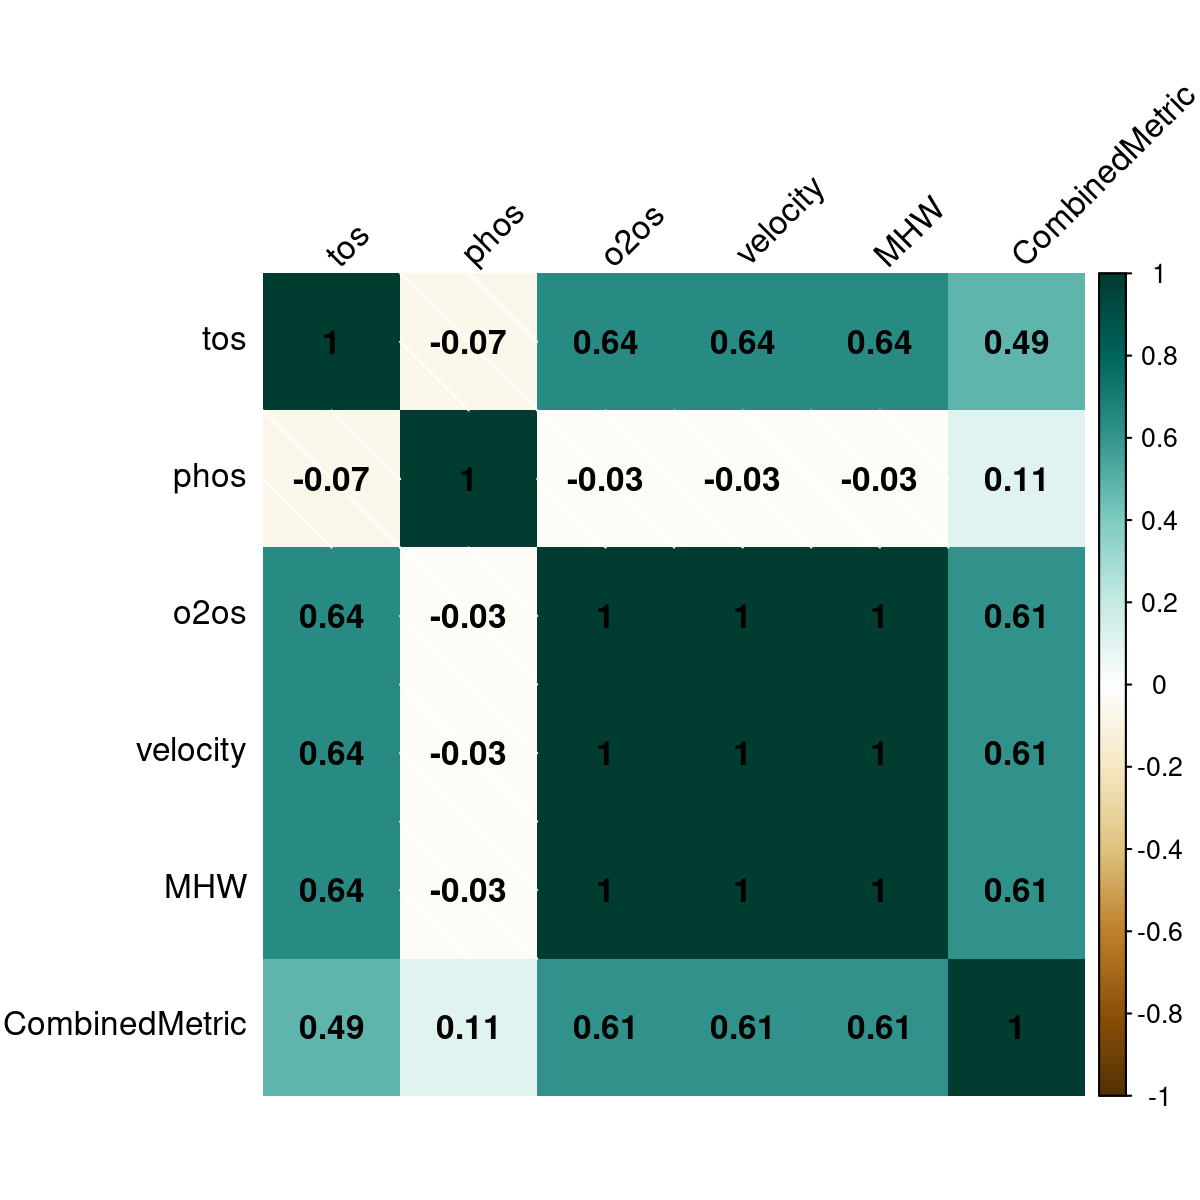 tos phos o2os velocity MHW CombinedMetric
tos 1 -0.07 0.64 0.64 0.64 0.49
phos -0.07 1 -0.03 -0.03 -0.03 0.11
o2os 0.64 -0.03 1 1 1 0.61
velocity 0.64 -0.03 1 1 1 0.61
MHW 0.64 -0.03 1 1 1 0.61
CombinedMetric 0.49 0.11 0.61 0.61 0.61 1
1
0.8
0.6
0.4
0.2
0
-0.2
-0.4
-0.6
-0.8
-1